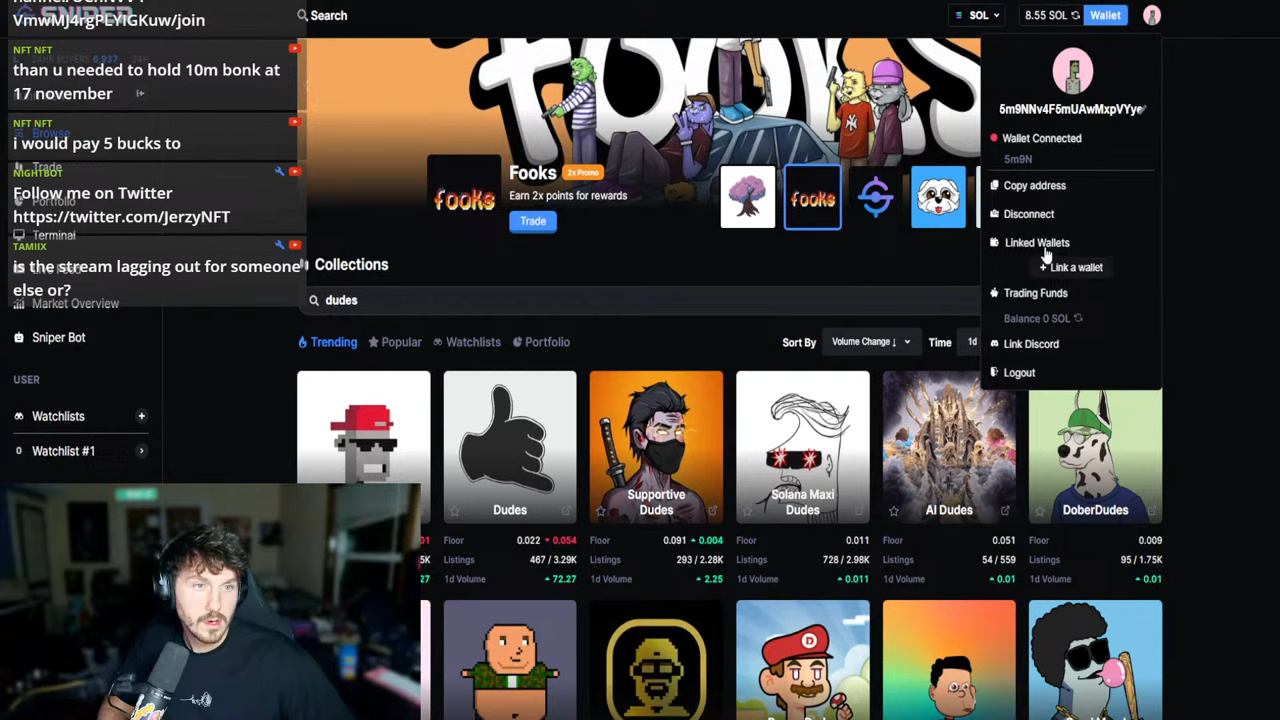 VmwMJ4rgPLYIGKuw/join
NFT NFT
than u needed to hold 10m bonk at
17 november
NFT NFT
i would pay 5 bucks to
NIGHTBOT
Follow me on Twitter
https://twitter.com/JerzyNFT
TAMIIX
is the stream lagging out for someone
else or?
SNIPER
Browse
Trade
Portfolio
Terminal
Market Overview
Sniper Bot
USER
Watchlists
Watchlist #1
Search
SOL
8.55 SOL
Wallet
FOOKS
fooks
Fooks
2x Promo
Earn 2x points for rewards
Trade
fooks
5m9NNv4F5mUAwMxpVYye
Wallet Connected
5m9N
Copy address
Disconnect
Linked Wallets
+ Link a wallet
Trading Funds
Balance 0 SOL
Link Discord
Logout
Collections
dudes
Trending
Popular
Watchlists
Portfolio
Sort By
Volume Change
Time
1d
Dudes
Floor 0.022 0.054
Listings 467 / 3.29K
1d Volume 72.27
Supportive
Dudes
Floor 0.091 0.004
Listings 293 / 2.28K
1d Volume 2.25
Solana Maxi
Dudes
Floor 0.011
Listings 728 / 2.98K
1d Volume 0.011
AI Dudes
Floor 0.051
Listings 54 / 559
1d Volume 0.01
DoberDudes
Floor 0.009
Listings 95 / 1.75K
1d Volume 0.01